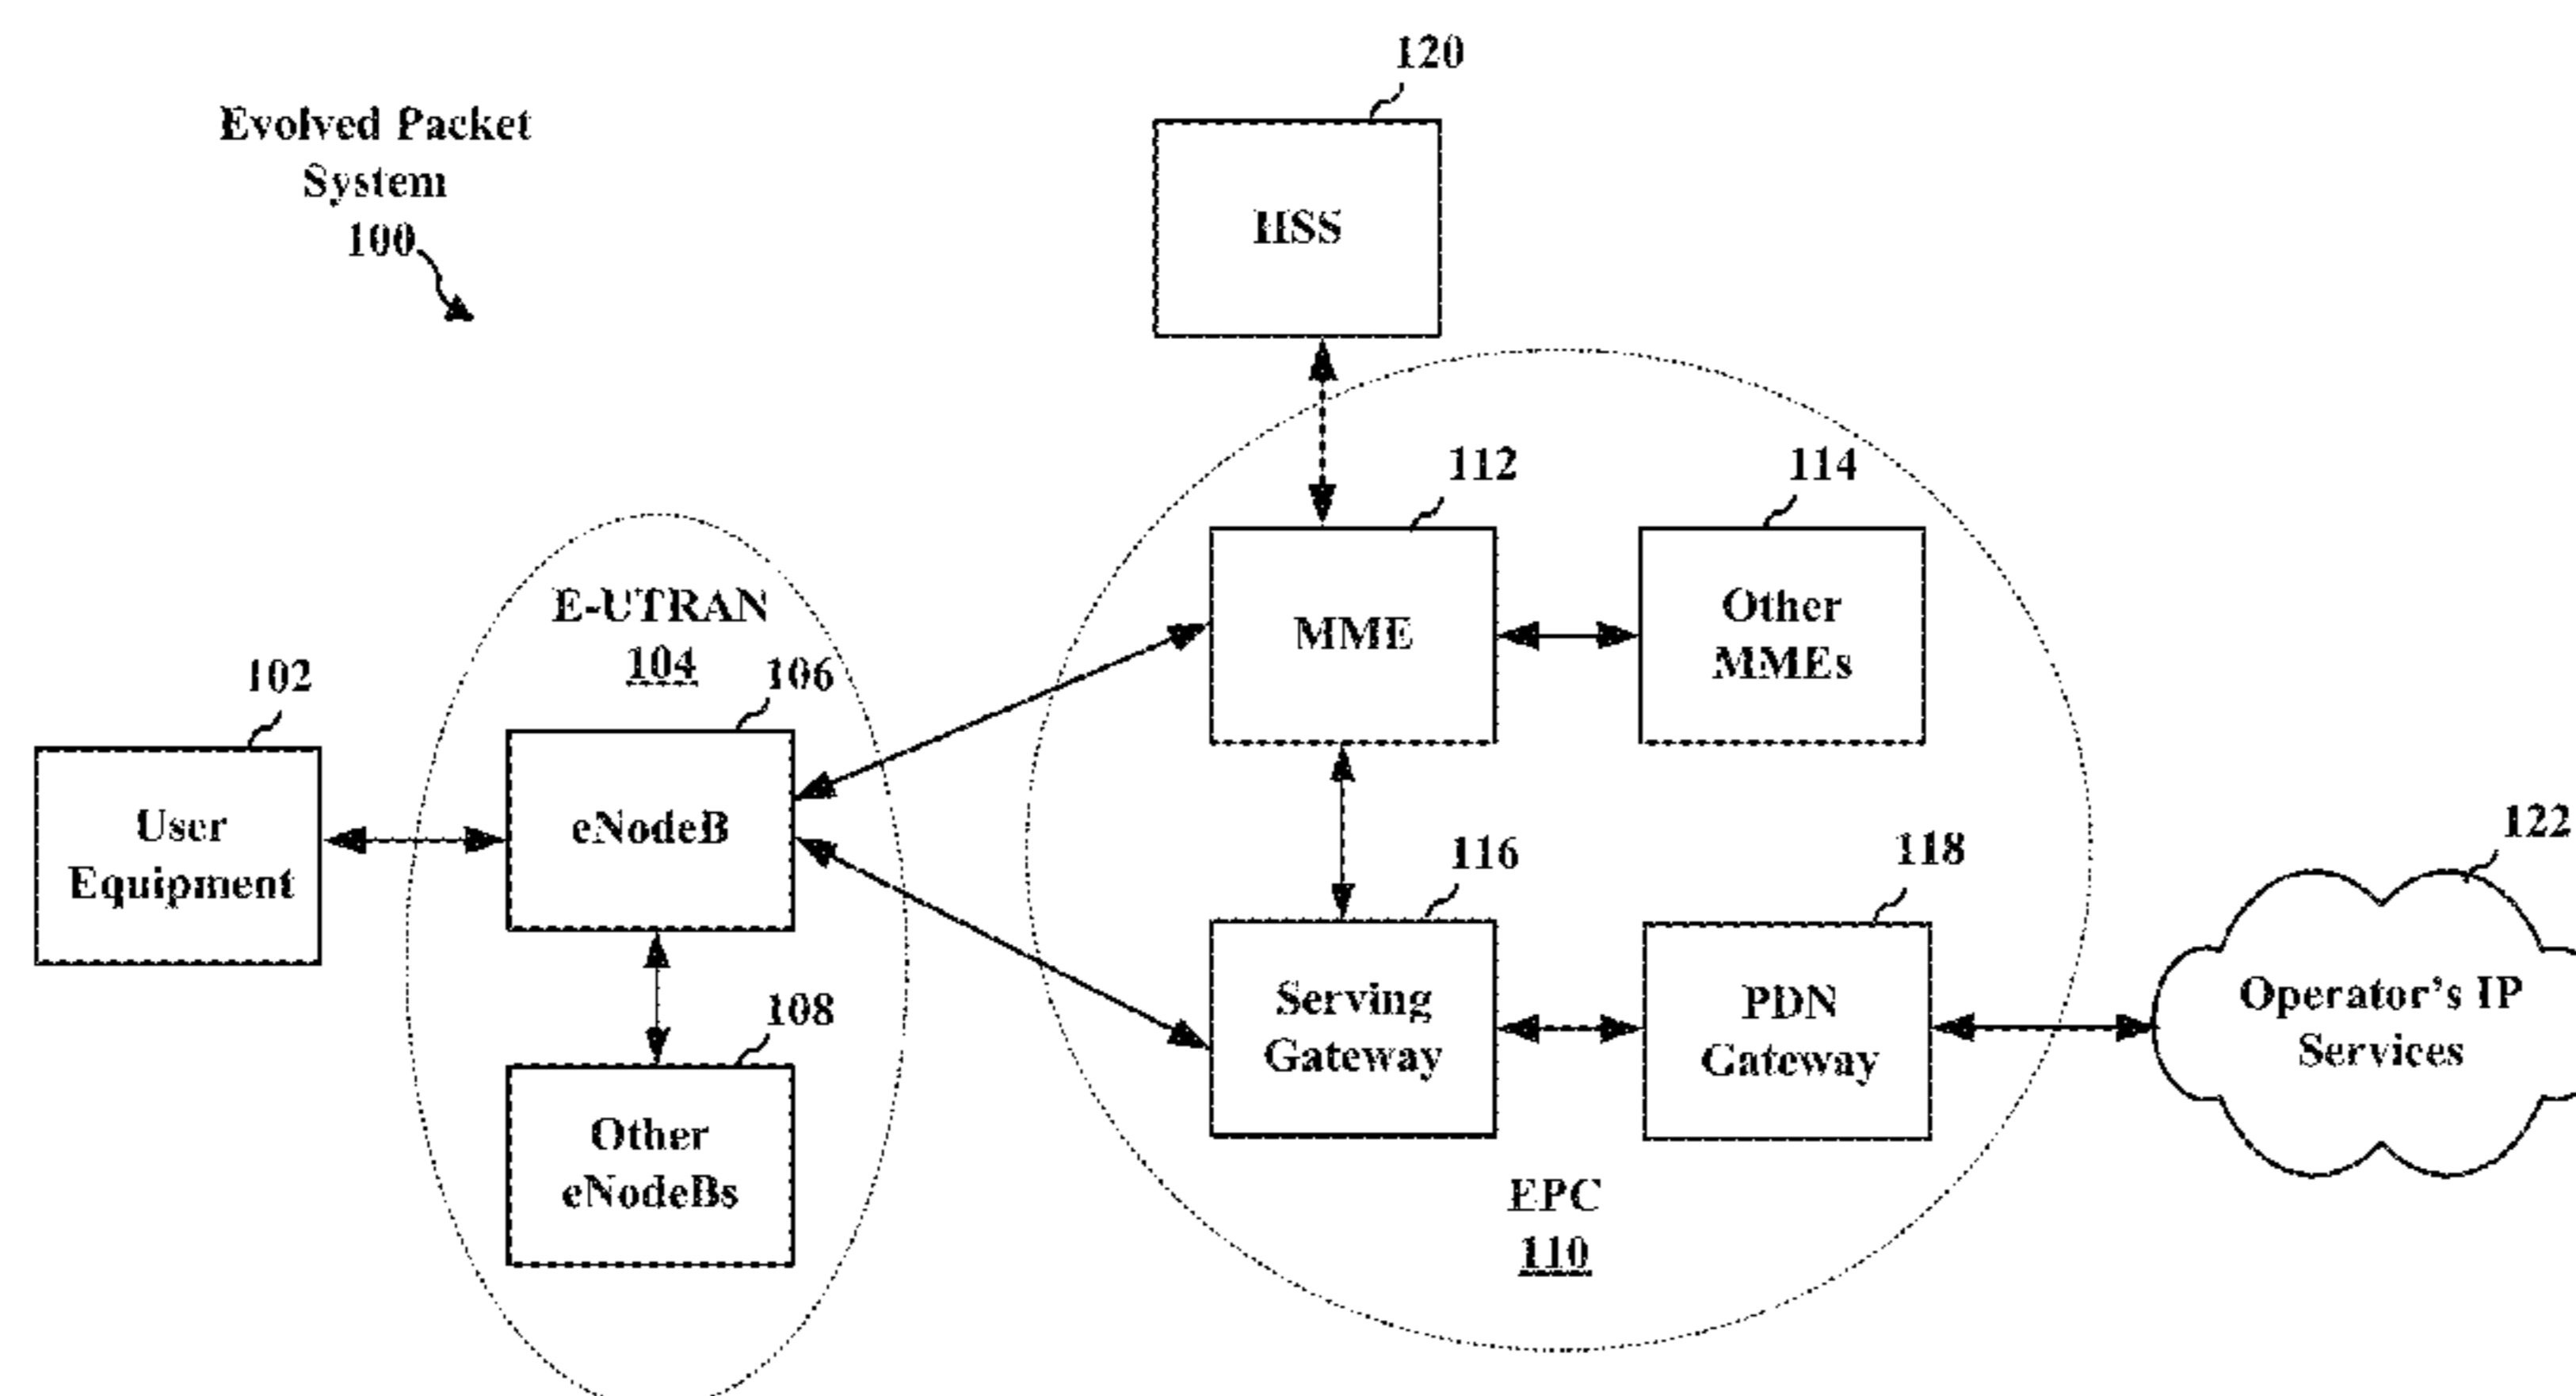 Evolved Packet
System
100
120
HSS
112
114
MME
Other
MMEs
E-UTRAN
104
106
102
User
Equipment
eNodeB
108
Other
eNodeBs
116
Serving
Gateway
118
PDN
Gateway
EPC
110
122
Operator's IP
Services